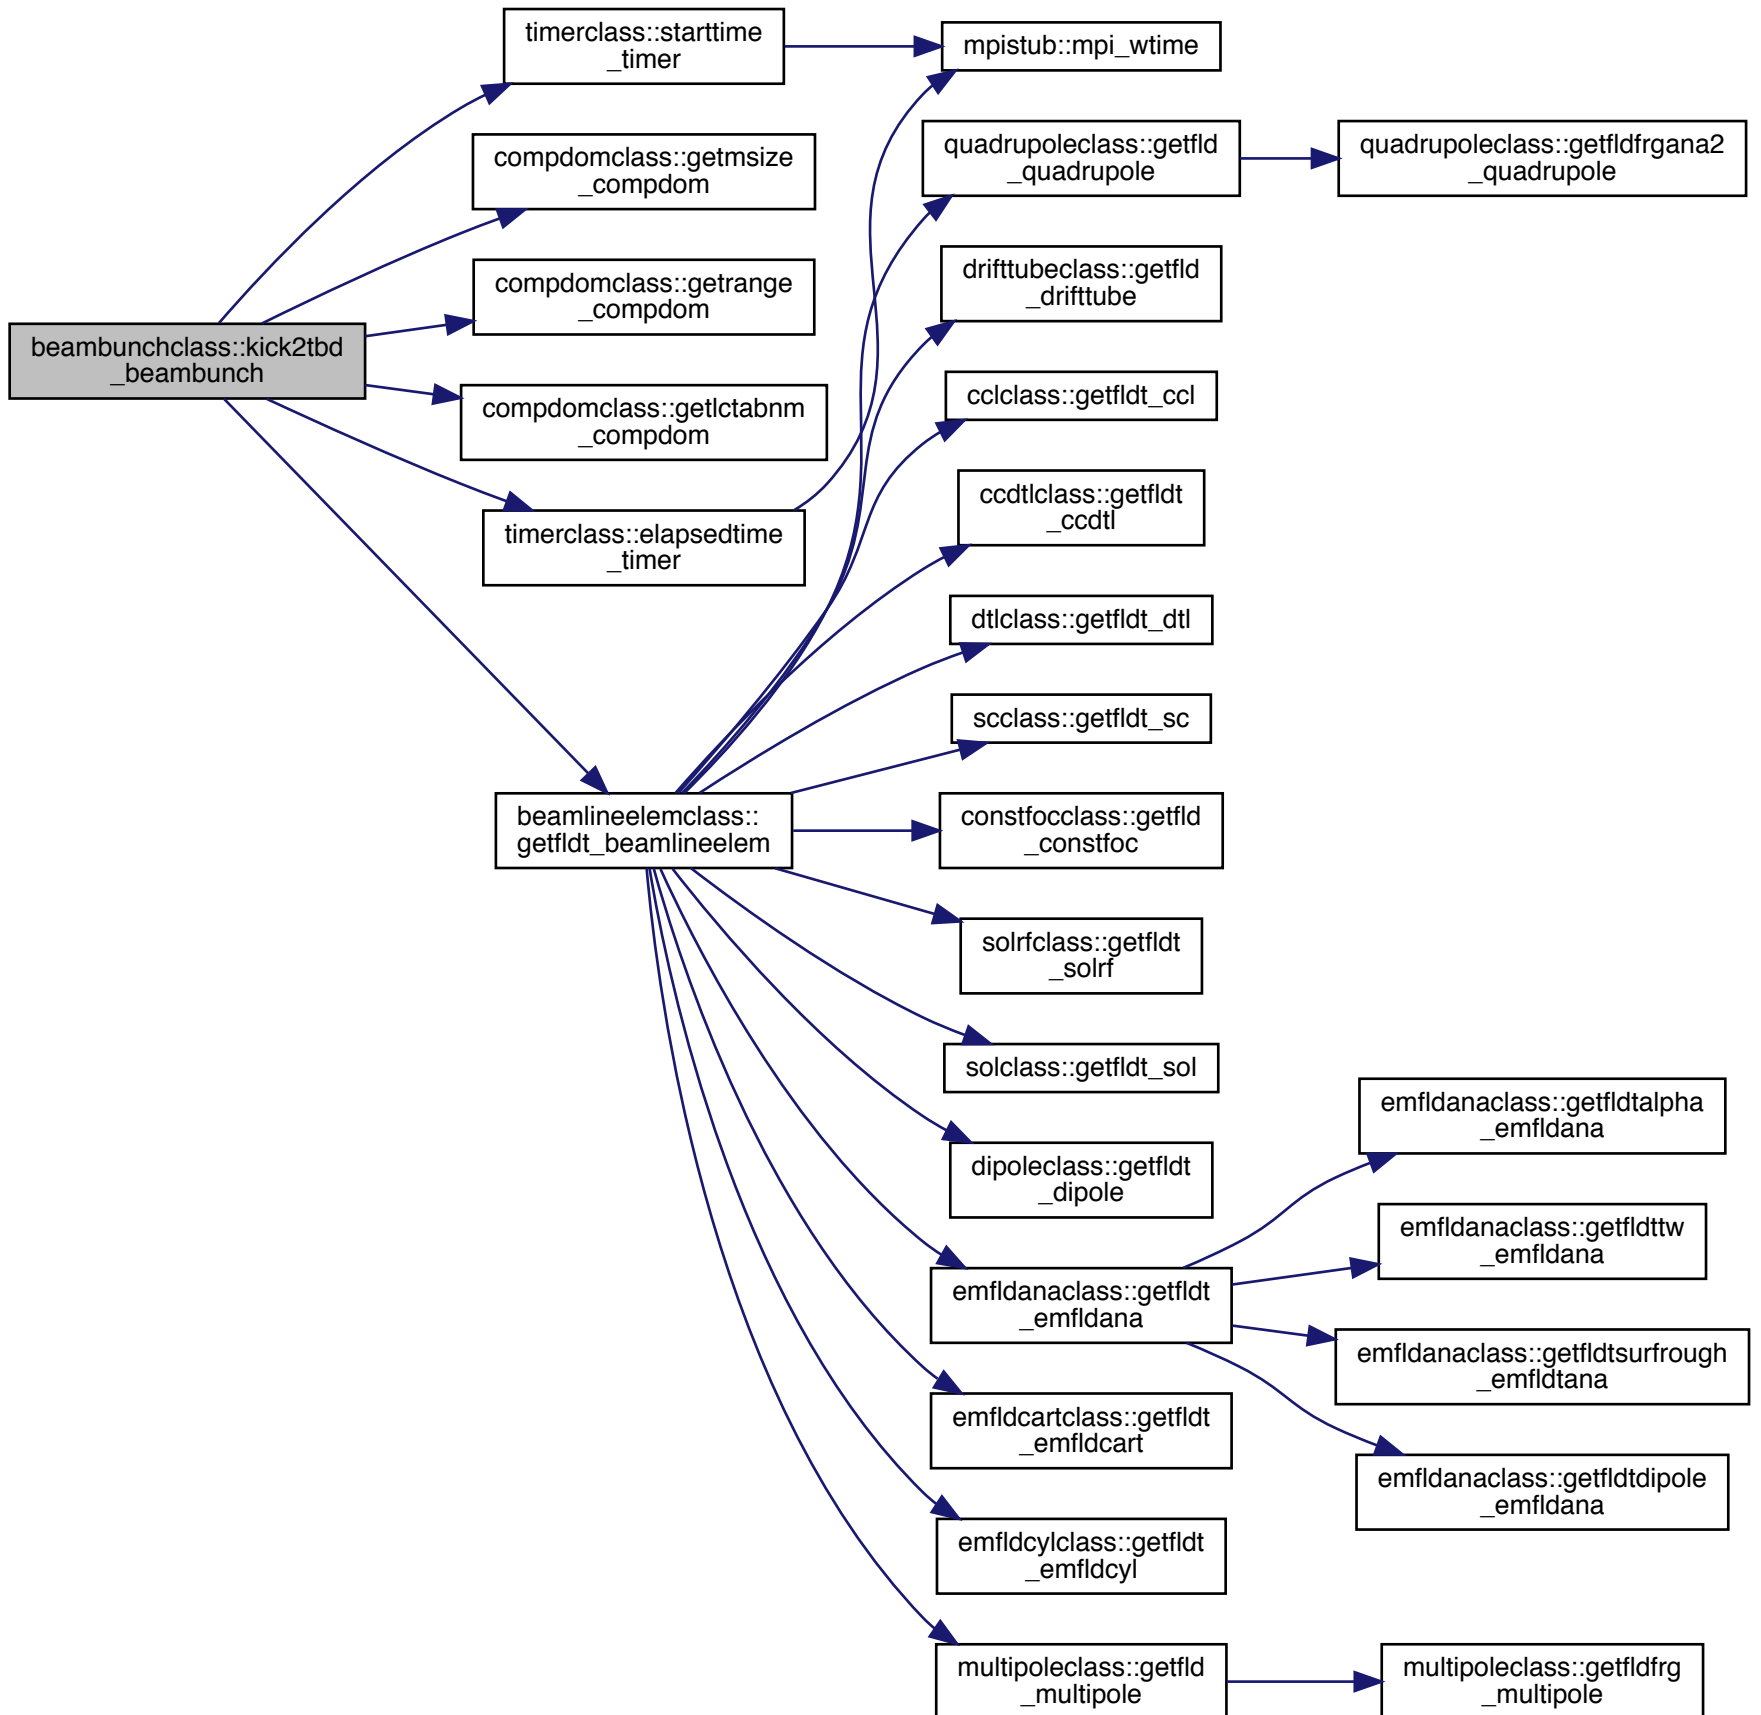 timerclass::starttime
_timer
mpistub::mpi_wtime
compdomclass::getmsize
_compdom
quadrupoleclass::getfld
_quadrupole
quadrupoleclass::getfldfrgana2
_quadrupole
compdomclass::getrange
_compdom
drifttubeclass::getfld
_drifttube
beambunchclass::kick2tbd
_beambunch
compdomclass::getlctabnm
_compdom
cclclass::getfldt_ccl
timerclass::elapsedtime
_timer
ccdtlclass::getfldt
_ccdtl
dtlclass::getfldt_dtl
scclass::getfldt_sc
beamlineelemclass::
getfldt_beamlineelem
constfocclass::getfld
_constfoc
solrfclass::getfldt
_solrf
solclass::getfldt_sol
dipoleclass::getfldt
_dipole
emfldanaclass::getfldtalpha
_emfldana
emfldanaclass::getfldttw
_emfldana
emfldanaclass::getfldt
_emfldana
emfldanaclass::getfldtsurfrough
_emfldtana
emfldcartclass::getfldt
_emfldcart
emfldanaclass::getfldtdipole
_emfldana
emfldcylclass::getfldt
_emfldcyl
multipoleclass::getfld
_multipole
multipoleclass::getfldfrg
_multipole